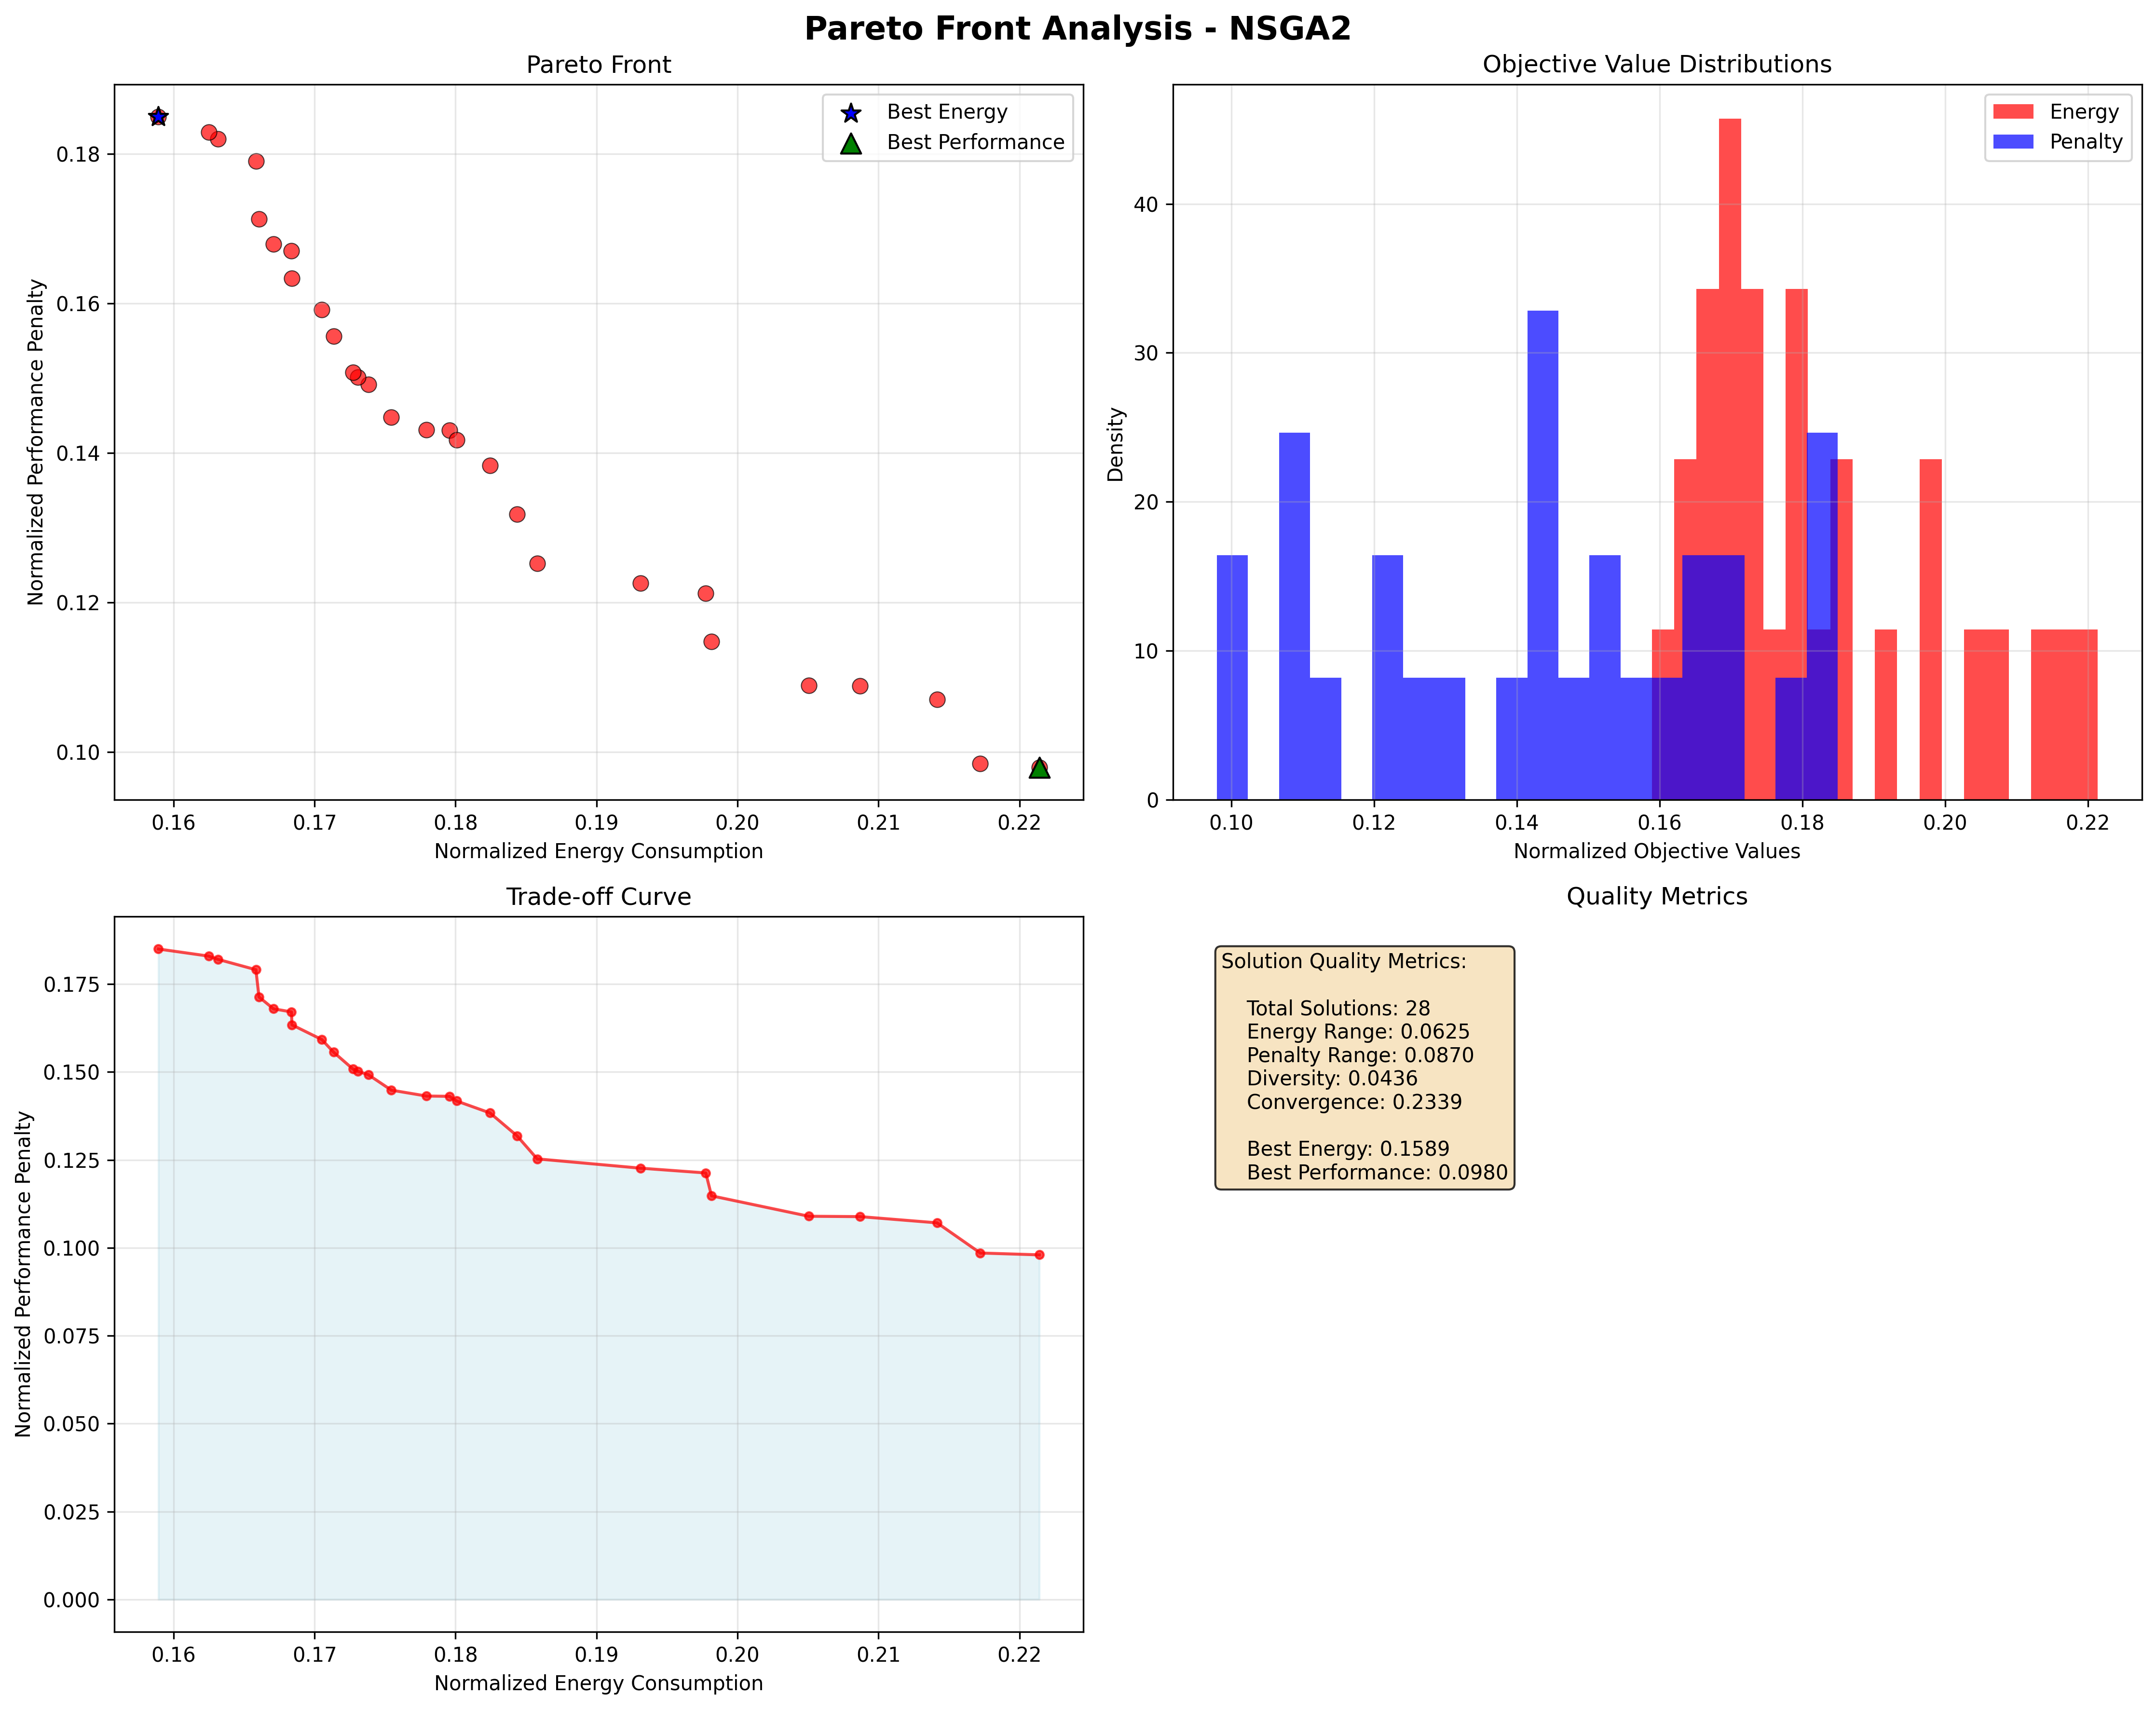 Pareto Front Analysis - NSGA2
Pareto Front
Best Energy
Best Performance
Normalized Performance Penalty
0.18
0.16
0.14
0.12
0.10
0.16 0.17 0.18 0.19 0.20 0.21 0.22
Normalized Energy Consumption
Objective Value Distributions
Energy
Penalty
Density
40
30
20
10
0
0.10 0.12 0.14 0.16 0.18 0.20 0.22
Normalized Objective Values
Trade-off Curve
Normalized Performance Penalty
0.175
0.150
0.125
0.100
0.075
0.050
0.025
0.000
0.16 0.17 0.18 0.19 0.20 0.21 0.22
Normalized Energy Consumption
Quality Metrics
Solution Quality Metrics:
Total Solutions: 28
Energy Range: 0.0625
Penalty Range: 0.0870
Diversity: 0.0436
Convergence: 0.2339
Best Energy: 0.1589
Best Performance: 0.0980